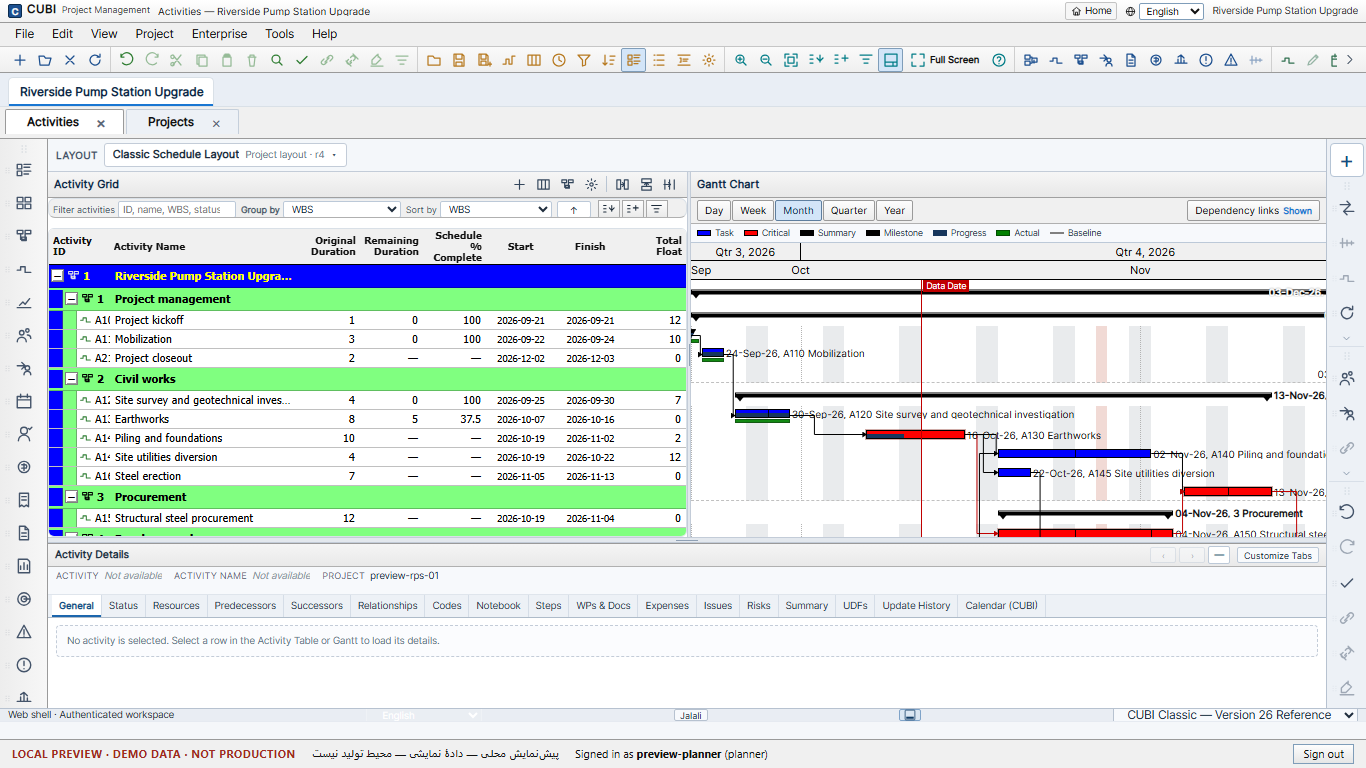 CUBI Project Management Activities — Riverside Pump Station Upgrade
Home English Riverside Pump Station Upgrade
File Edit View Project Enterprise Tools Help
Full Screen
Riverside Pump Station Upgrade
Activities Projects
LAYOUT Classic Schedule Layout Project layout · r4
Activity Grid
Filter activities ID, name, WBS, status Group by WBS Sort by WBS
Activity ID Activity Name Original Duration Remaining Duration Schedule % Complete Start Finish Total Float
1 Riverside Pump Station Upgra...
1 Project management
Project kickoff 1 0 100 2026-09-21 2026-09-21 12
Mobilization 3 0 100 2026-09-22 2026-09-24 10
Project closeout 2 — — 2026-12-02 2026-12-03 0
2 Civil works
Site survey and geotechnical inves... 4 0 100 2026-09-25 2026-09-30 7
Earthworks 8 5 37.5 2026-10-07 2026-10-16 0
Piling and foundations 10 — — 2026-10-19 2026-11-02 2
Site utilities diversion 4 — — 2026-10-19 2026-10-22 12
Steel erection 7 — — 2026-11-05 2026-11-13 0
3 Procurement
Structural steel procurement 12 — — 2026-10-19 2026-11-04 0
Gantt Chart
Day Week Month Quarter Year Dependency links Shown
Task Critical Summary Milestone Progress Actual Baseline
Qtr 3, 2026 Qtr 4, 2026
Sep Oct Nov
Data Date
03-Dec-26
24-Sep-26, A110 Mobilization
13-Nov-26,
30-Sep-26, A120 Site survey and geotechnical investigation
16-Oct-26, A130 Earthworks
02-Nov-26, A140 Piling and foundati
22-Oct-26, A145 Site utilities diversion
13-Nov-26,
04-Nov-26, 3 Procurement
04-Nov-26, A150 Structural stee
Activity Details
Customize Tabs
ACTIVITY Not available ACTIVITY NAME Not available PROJECT preview-rps-01
General Status Resources Predecessors Successors Relationships Codes Notebook Steps WPs & Docs Expenses Issues Risks Summary UDFs Update History Calendar (CUBI)
No activity is selected. Select a row in the Activity Table or Gantt to load its details.
Web shell · Authenticated workspace English Jalali CUBI Classic — Version 26 Reference
LOCAL PREVIEW · DEMO DATA · NOT PRODUCTION پیش‌نمایش محلی — دادهٔ نمایشی — محیط تولید نیست Signed in as preview-planner (planner) Sign out